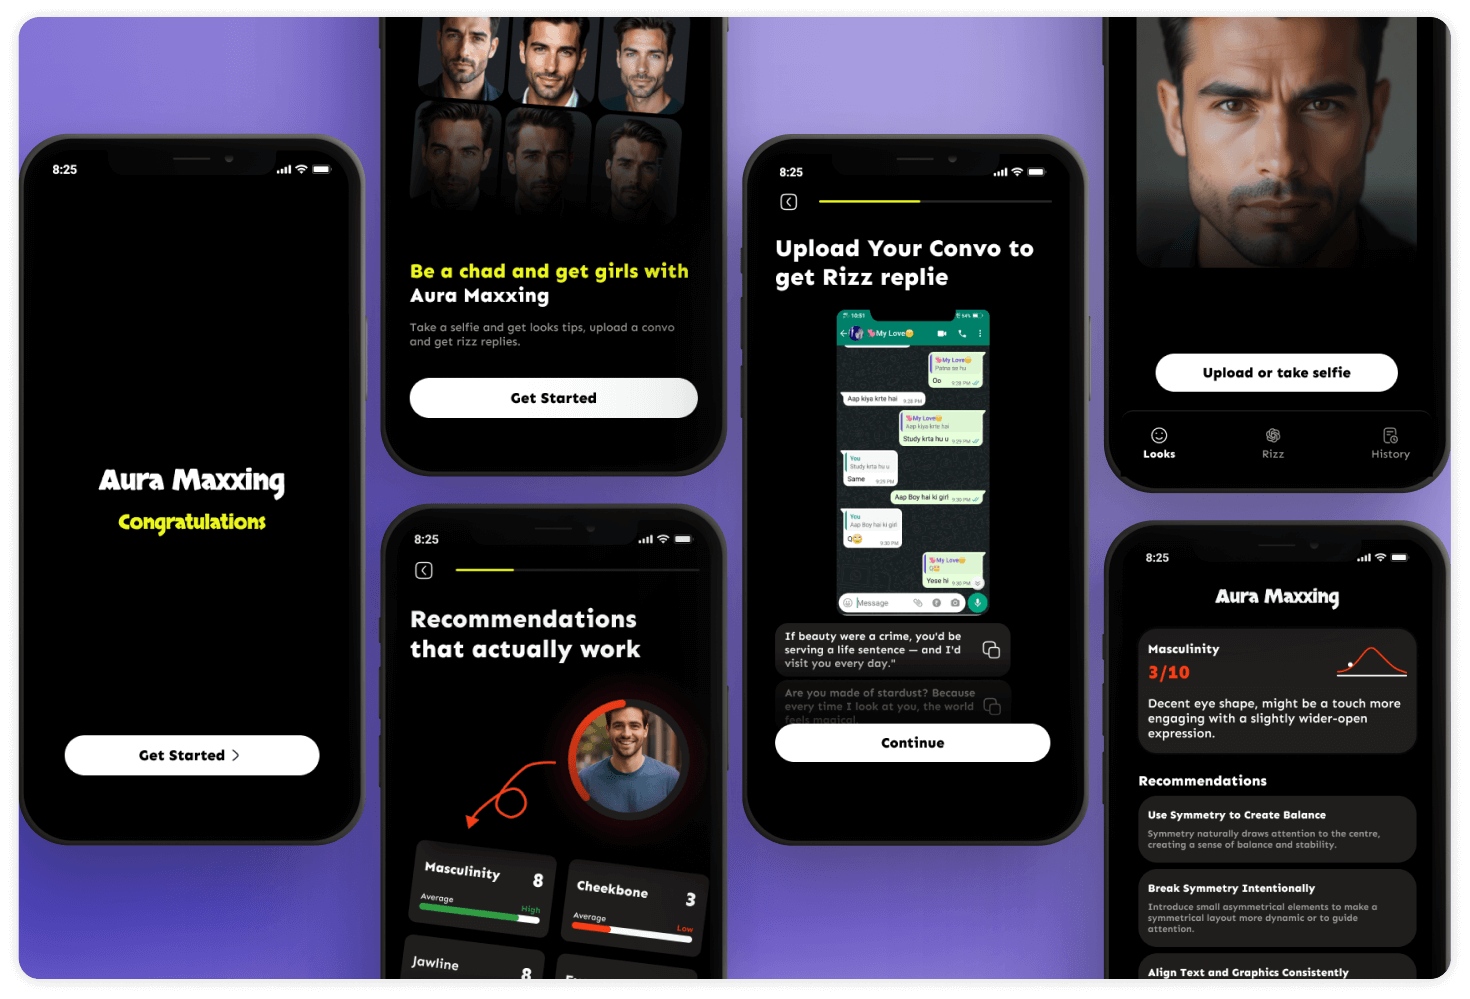 8:25
Aura Maxxing
Congratulations
Get Started
Be a chad and get girls with
Aura Maxxing
Take a selfie and get looks tips, upload a convo
and get rizz replies.
Get Started
8:25
Recommendations
that actually work
Masculinity
8
Average
High
Cheekbone
3
Average
Low
Jawline
8
8:25
Upload Your Convo to
get Rizz replie
10:51
54%
My Love
My Love
Patna se hu
Oo
9:28 PM
Aap kiya krte hai
9:28 PM
My Love
Aap kiya krte hai
Study krta hu u
9:29 PM
You
Study krta hu u
Same
9:29 PM
Aap Boy hai ki girl
9:30 PM
You
Aap Boy hai ki girl
9:30 PM
My Love
Yese hi
9:30 PM
Message
If beauty were a crime, you'd be
serving a life sentence — and I'd
visit you every day."
Are you made of stardust? Because
every time I look at you, the world
feels magical.
Continue
Upload or take selfie
Looks
Rizz
History
8:25
Aura Maxxing
Masculinity
3/10
Decent eye shape, might be a touch more
engaging with a slightly wider-open
expression.
Recommendations
Use Symmetry to Create Balance
Symmetry naturally draws attention to the centre,
creating a sense of balance and stability.
Break Symmetry Intentionally
Introduce small asymmetrical elements to make a
symmetrical layout more dynamic or to guide
attention.
Align Text and Graphics Consistently